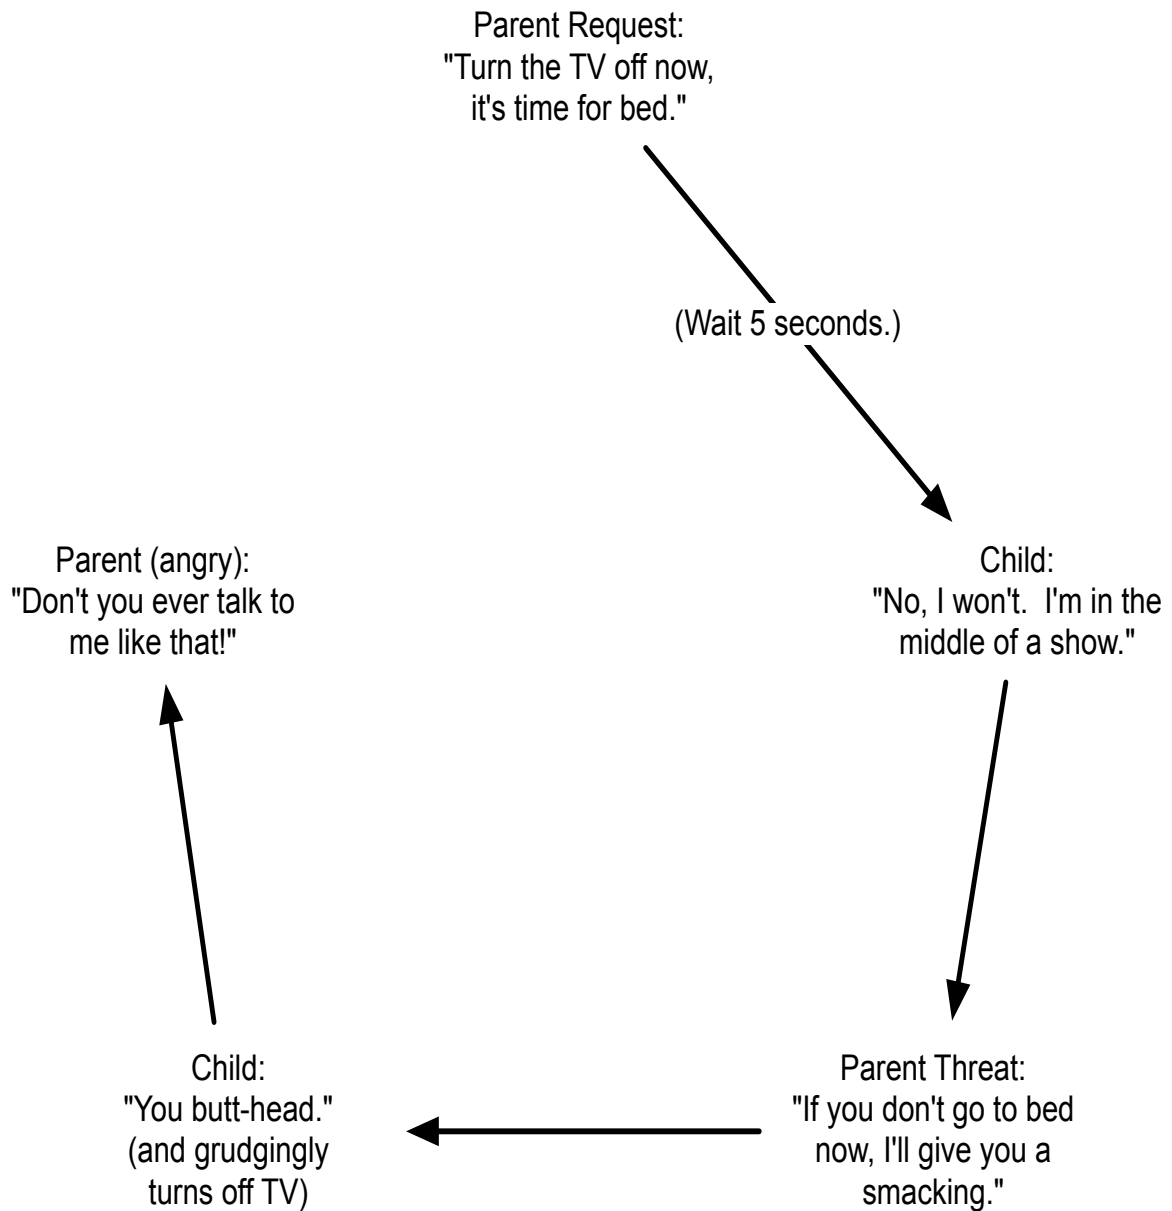 Parent Request:
"Turn the TV off now,
it's time for bed."
(Wait 5 seconds.)
Child:
"No, I won't.  I'm in the
middle of a show."
Parent Threat:
"If you don't go to bed
now, I'll give you a
smacking."
Child:
"You butt-head."
(and grudgingly
turns off TV)
Parent (angry):
"Don't you ever talk to
me like that!"